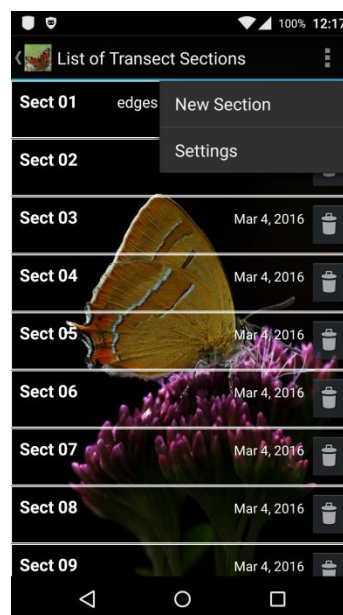 100% 12:17
List of Transect Sections
Sect 01 edges
New Section
Settings
Sect 02
Sect 03 Mar 4, 2016
Sect 04 Mar 4, 2016
Sect 05 Mar 4, 2016
Sect 06 Mar 4, 2016
Sect 07 Mar 4, 2016
Sect 08 Mar 4, 2016
Sect 09 Mar 4, 2016